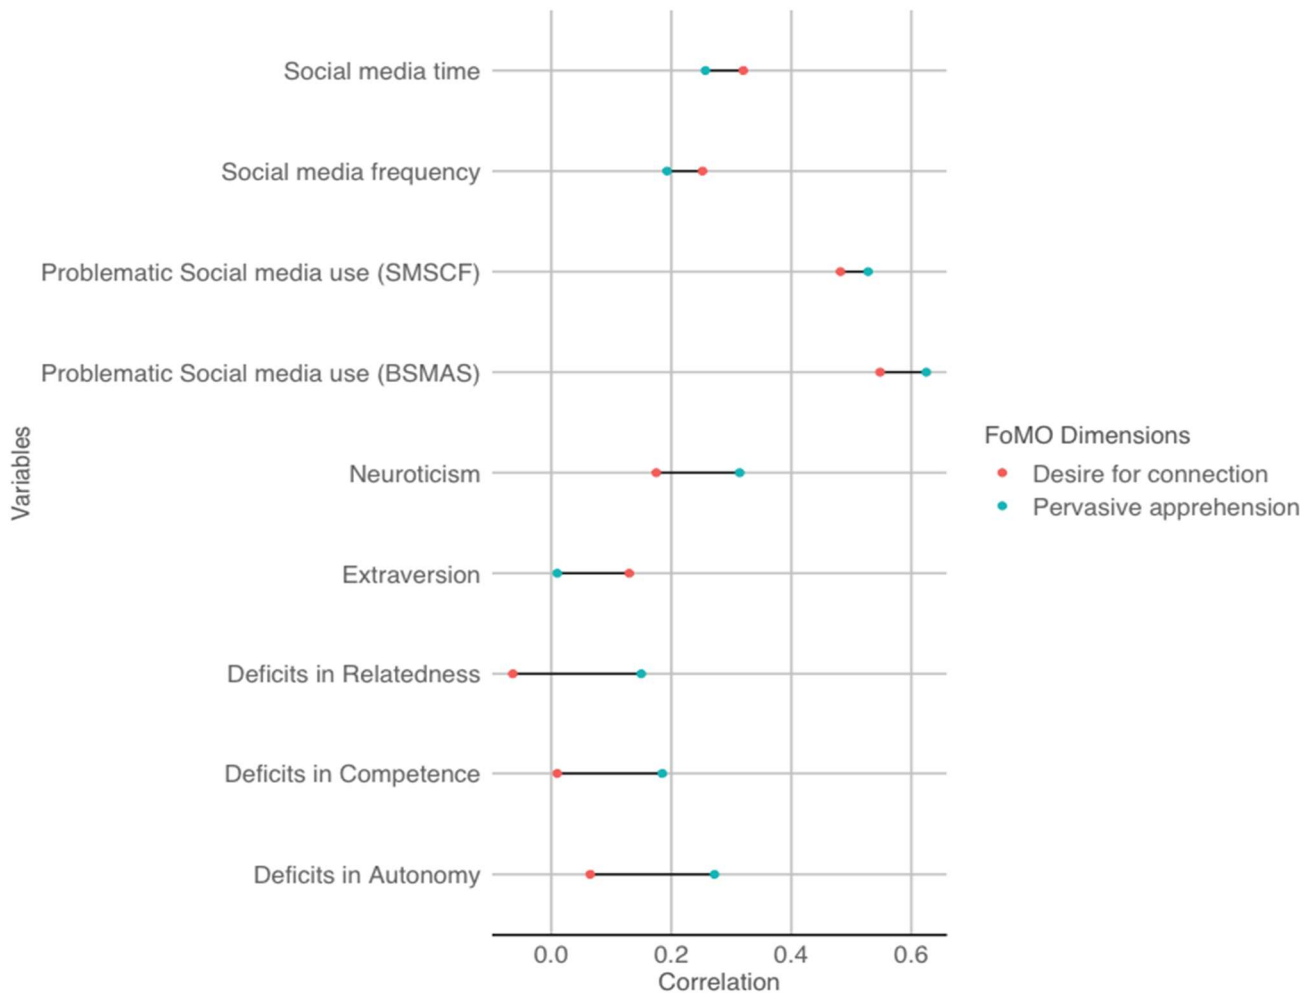 Social media time
Social media frequency
Problematic Social media use (SMSCF)
Problematic Social media use (BSMAS)
Neuroticism
Extraversion
Deficits in Relatedness
Deficits in Competence
Deficits in Autonomy
Variables
0.0 0.2 0.4 0.6
Correlation
FoMO Dimensions
Desire for connection
Pervasive apprehension